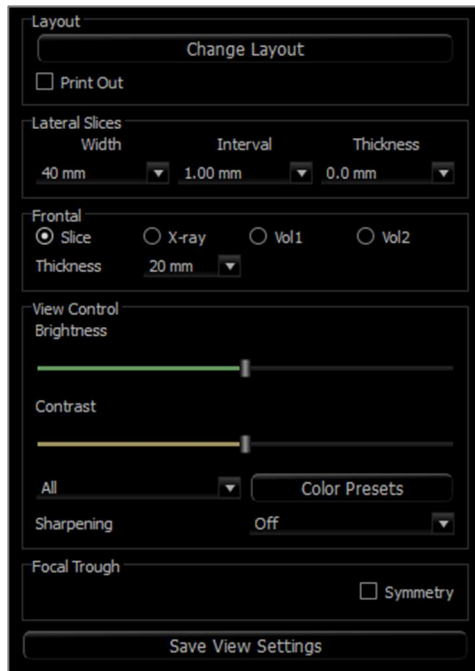 Layout
Change Layout
Print Out
Lateral Slices
Width Interval Thickness
40 mm 1.00 mm 0.0 mm
Frontal
Slice X-ray Vol1 Vol2
Thickness 20 mm
View Control
Brightness
Contrast
All Color Presets
Sharpening Off
Focal Trough
Symmetry
Save View Settings